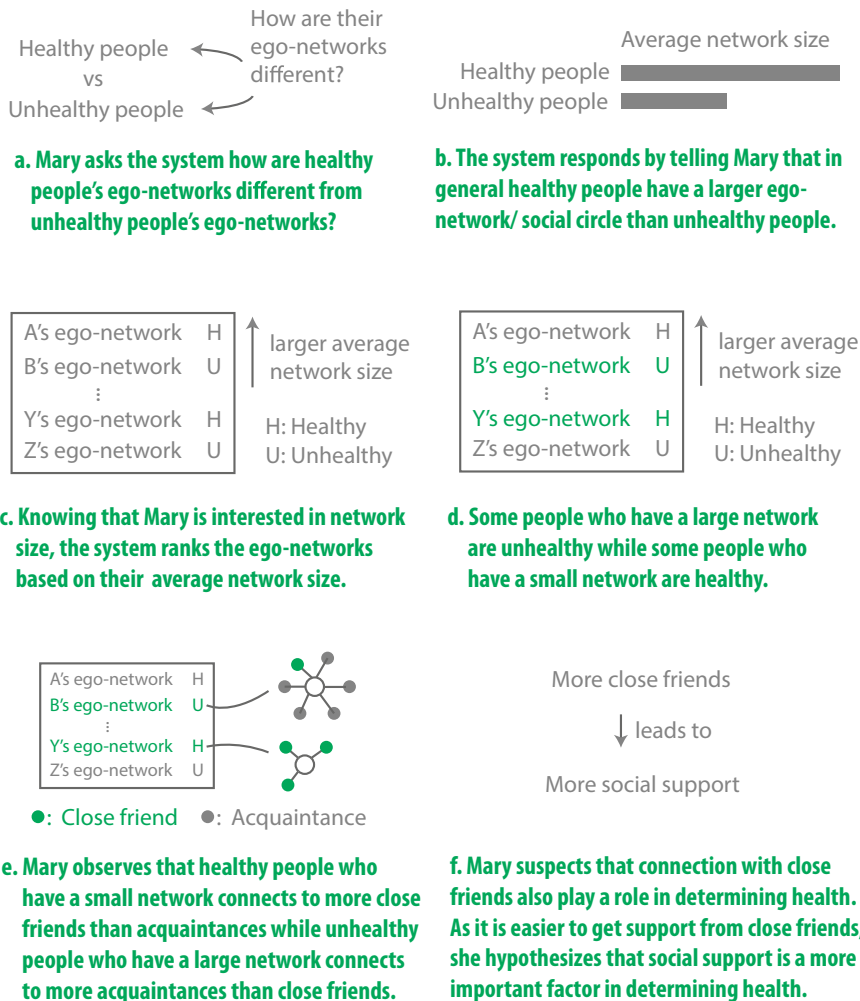 How are their
ego-networks
different?
Healthy people
vs
Unhealthy people
a. Mary asks the system how are healthy
people's ego-networks different from
unhealthy people's ego-networks?
Average network size
Healthy people
Unhealthy people
b. The system responds by telling Mary that in
general healthy people have a larger ego-
network/ social circle than unhealthy people.
A's ego-network H
B's ego-network U
⋮
Y's ego-network H
Z's ego-network U
larger average
network size
H: Healthy
U: Unhealthy
c. Knowing that Mary is interested in network
size, the system ranks the ego-networks
based on their average network size.
A's ego-network H
B's ego-network U
⋮
Y's ego-network H
Z's ego-network U
larger average
network size
H: Healthy
U: Unhealthy
d. Some people who have a large network
are unhealthy while some people who
have a small network are healthy.
A's ego-network H
B's ego-network U
⋮
Y's ego-network H
Z's ego-network U
: Close friend : Acquaintance
e. Mary observes that healthy people who
have a small network connects to more close
friends than acquaintances while unhealthy
people who have a large network connects
to more acquaintances than close friends.
More close friends
leads to
More social support
f. Mary suspects that connection with close
friends also play a role in determining health.
As it is easier to get support from close friends,
she hypothesizes that social support is a more
important factor in determining health.